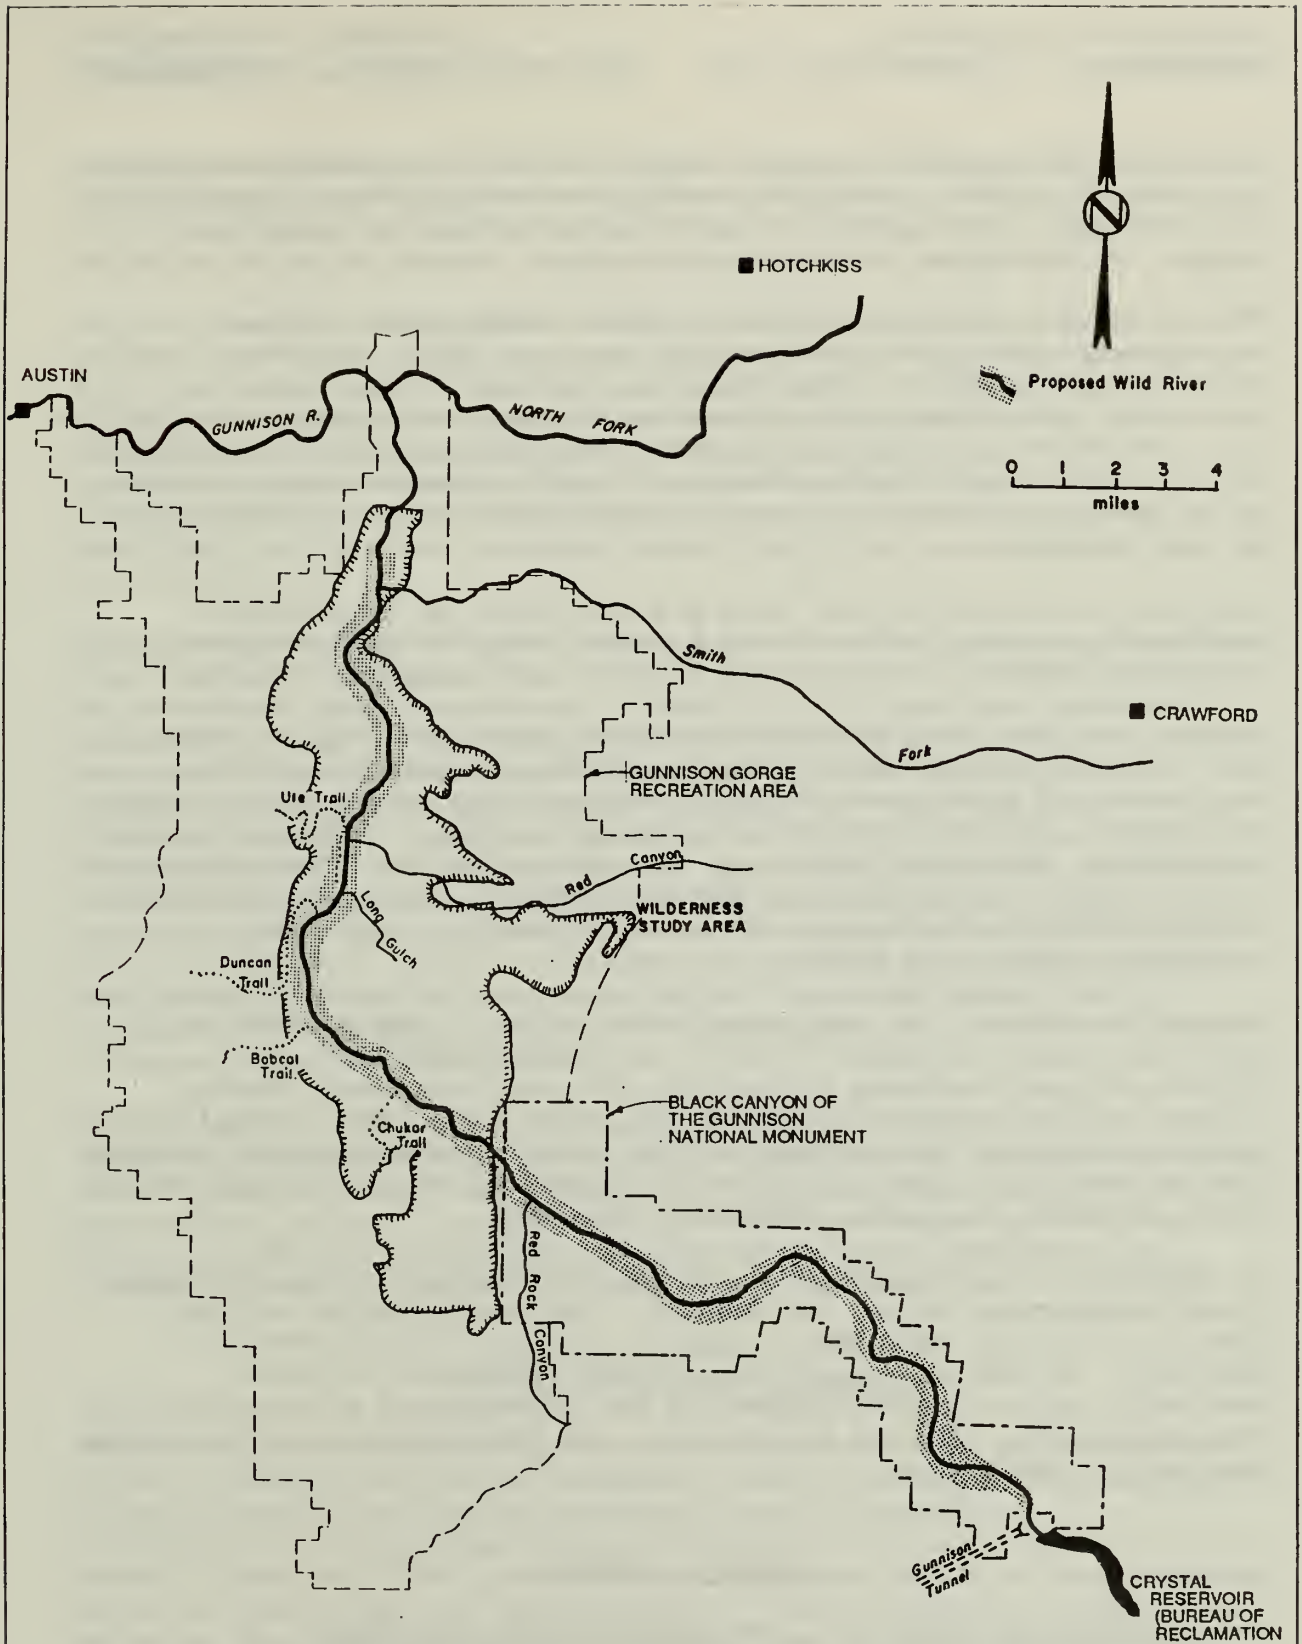 N
HOTCHKISS
Proposed Wild River
AUSTIN
GUNNISON R.
NORTH FORK
0 1 2 3 4
miles
Smith
Fork
CRAWFORD
GUNNISON GORGE
RECREATION AREA
Ute Trail
Red Canyon
Long
Gulch
WILDERNESS
STUDY AREA
Duncan
Trail
Bobcat
Trail.
BLACK CANYON OF
THE GUNNISON
NATIONAL MONUMENT
Chukar
Trail
Red Rock Canyon
Gunnison
Tunnel
CRYSTAL
RESERVOIR
(BUREAU OF
RECLAMATION